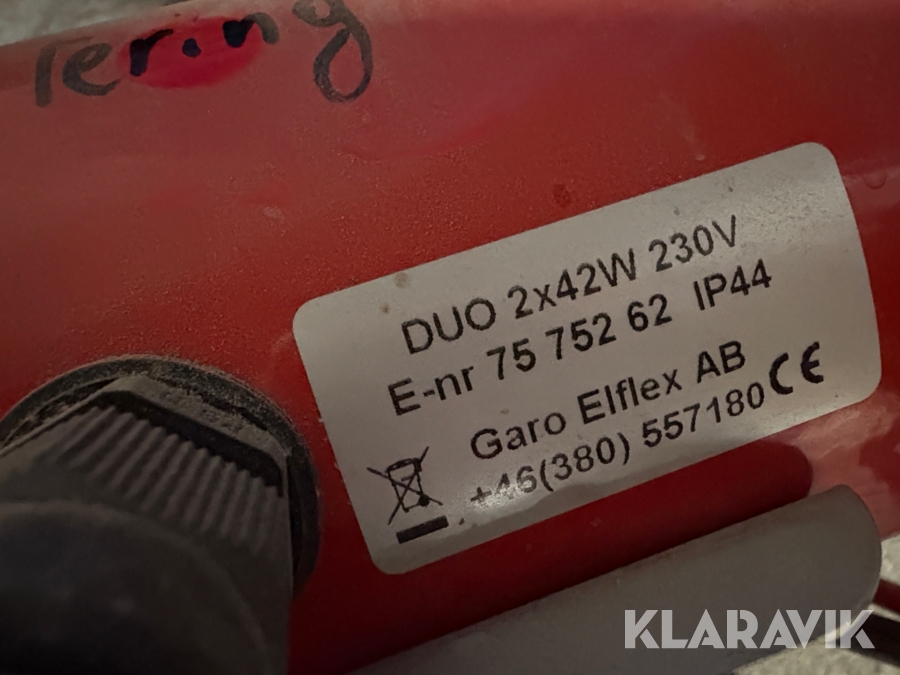 Tering
DUO 2x42W 230V
E-nr 75 752 62 IP44
Garo Elflex AB
+46(380) 557180 CE
KLARAVIK